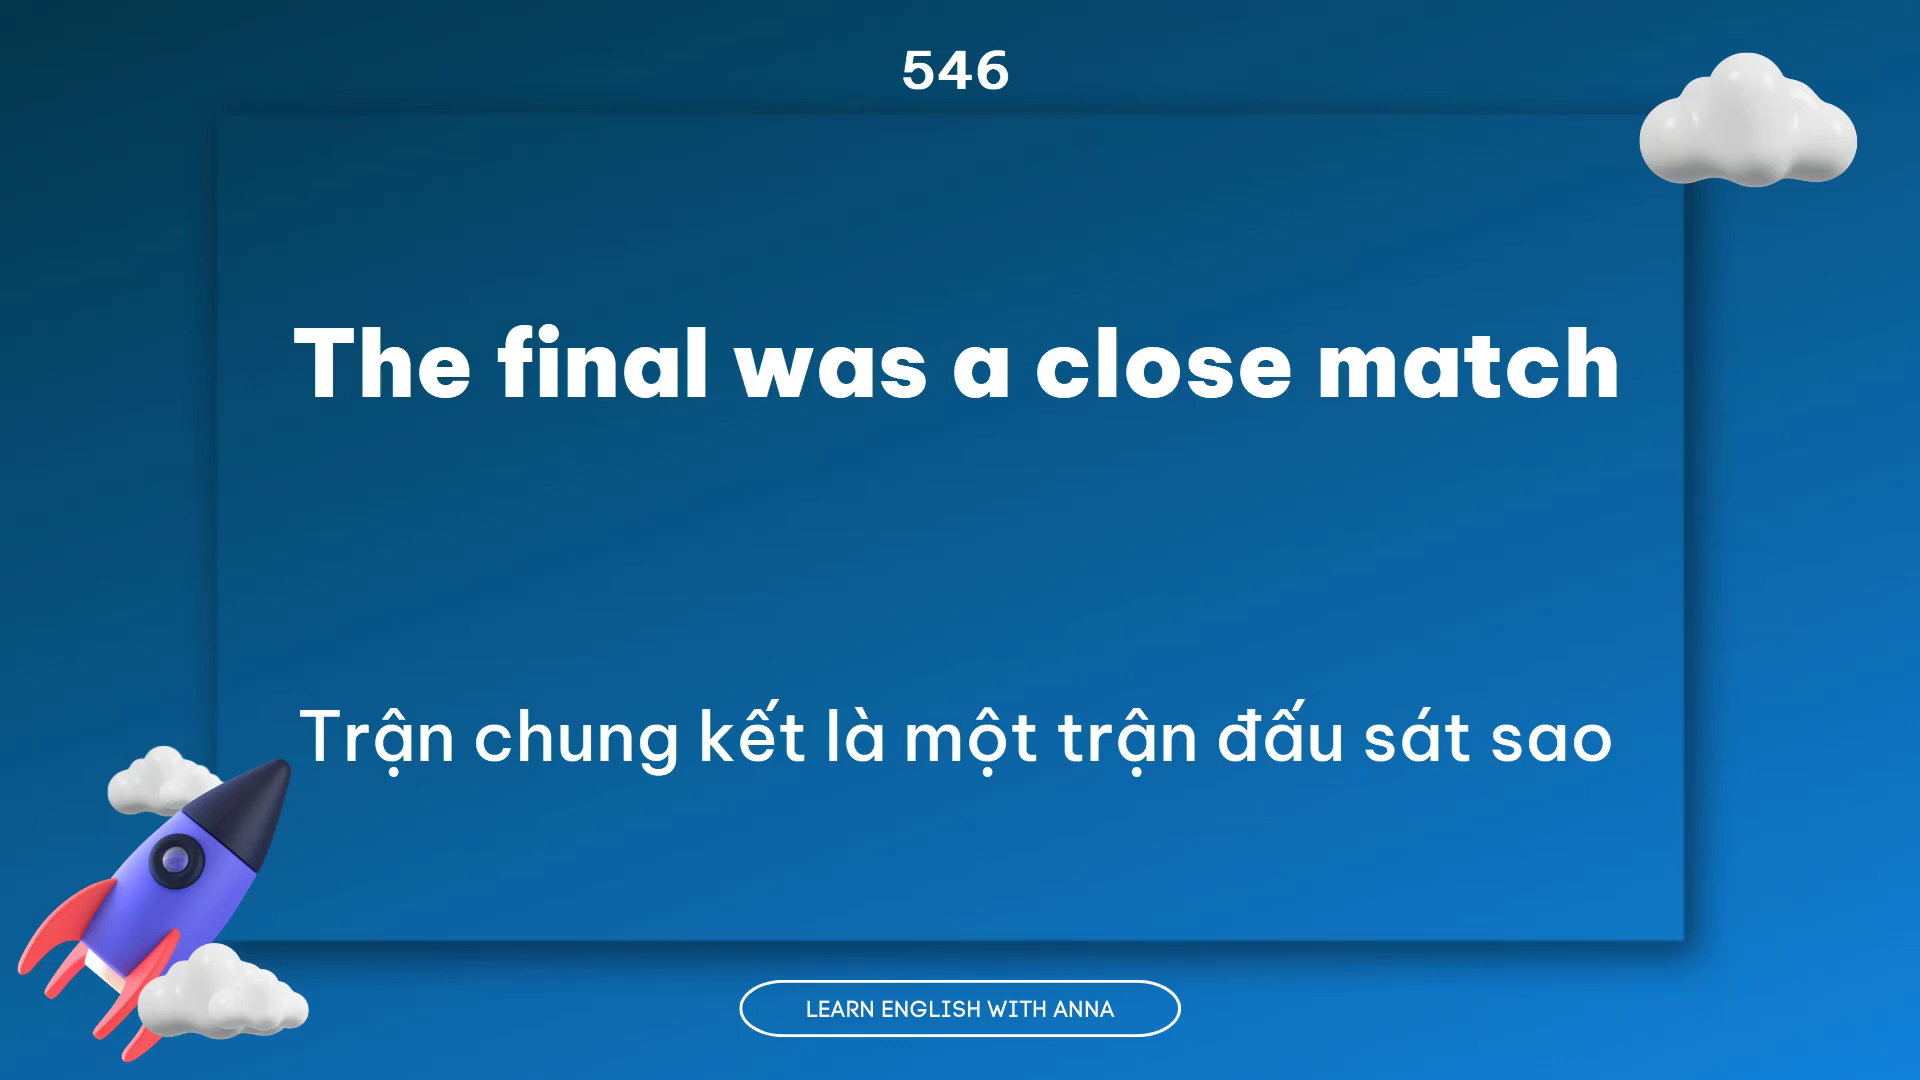 546
The final was a close match
Trận chung kết là một trận đấu sát sao
LEARN ENGLISH WITH ANNA